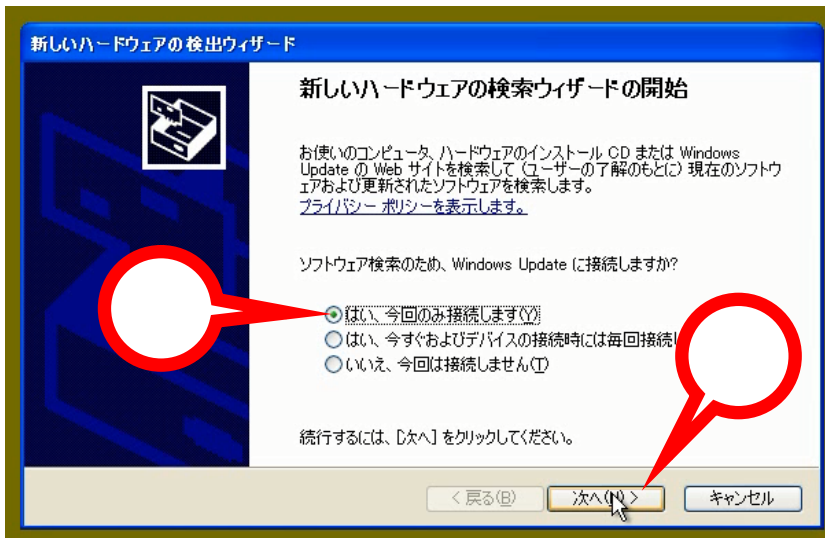 新しいハードウェアの検出ウィザード
新しいハードウェアの検索ウィザードの開始
お使いのコンピュータ、ハードウェアのインストール CD または Windows
Update の Web サイトを検索して (ユーザーの了解のもとに) 現在のソフトウ
ェアおよび更新されたソフトウェアを検索します。
プライバシー ポリシーを表示します。
ソフトウェア検索のため、Windows Update に接続しますか?
はい、今回のみ接続します(Y)
はい、今すぐおよびデバイスの接続時には毎回接続
いいえ、今回は接続しません(T)
続行するには、[次へ] をクリックしてください。
< 戻る(B)
次へ(N) >
キャンセル